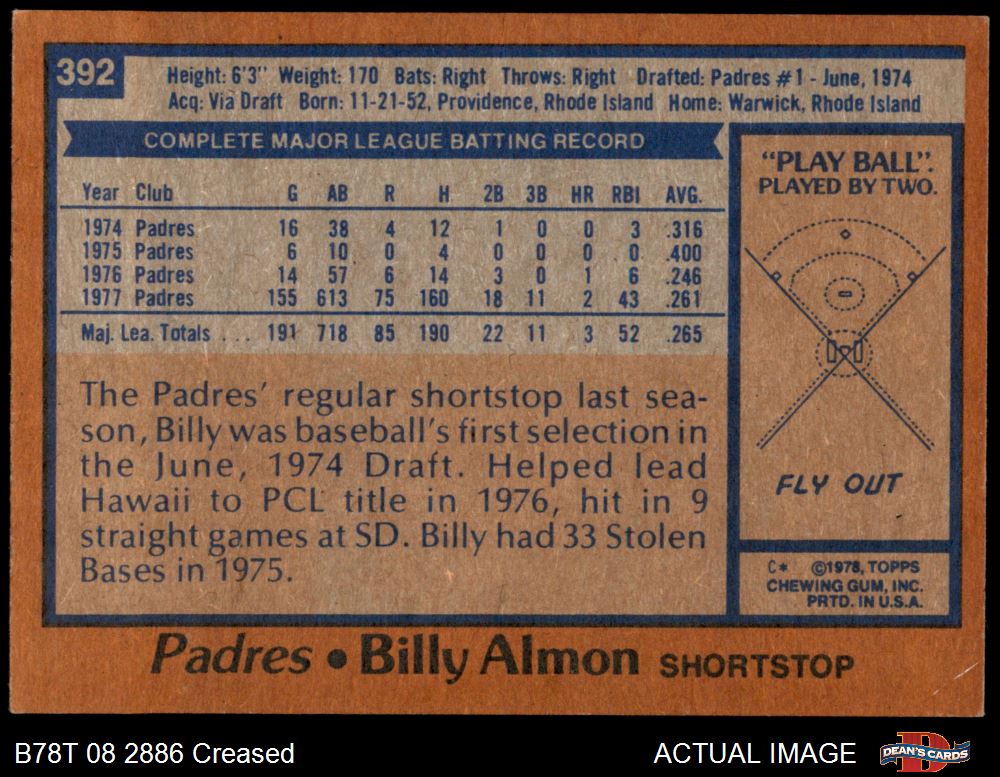 392
Height: 6'3" Weight: 170 Bats: Right Throws: Right Drafted: Padres #1 - June, 1974
Acq: Via Draft Born: 11-21-52, Providence, Rhode Island Home: Warwick, Rhode Island
COMPLETE MAJOR LEAGUE BATTING RECORD
Year Club G AB R H 2B 3B HR RBI AVG.
1974 Padres 16 38 4 12 1 0 0 3 .316
1975 Padres 6 10 0 4 0 0 0 0 .400
1976 Padres 14 57 6 14 3 0 1 6 .246
1977 Padres 155 613 75 160 18 11 2 43 .261
Maj. Lea. Totals . . . 191 718 85 190 22 11 3 52 .265
The Padres' regular shortstop last sea-
son, Billy was baseball's first selection in
the June, 1974 Draft. Helped lead
Hawaii to PCL title in 1976, hit in 9
straight games at SD. Billy had 33 Stolen
Bases in 1975.
"PLAY BALL".
PLAYED BY TWO.
FLY OUT
C* ©1978, TOPPS
CHEWING GUM, INC.
PRTD. IN U.S.A.
Padres • Billy Almon SHORTSTOP
B78T 08 2886 Creased
ACTUAL IMAGE
DEAN'S CARDS